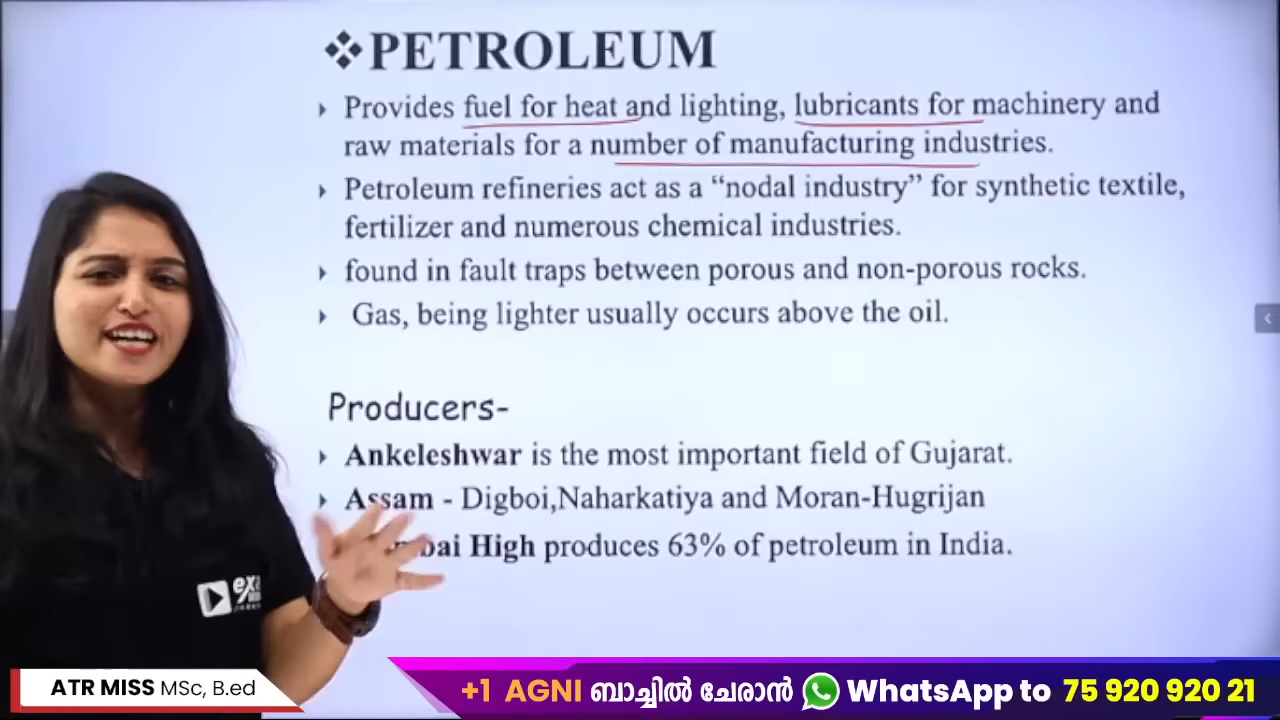 ❖PETROLEUM
Provides fuel for heat and lighting, lubricants for machinery and
raw materials for a number of manufacturing industries.
Petroleum refineries act as a “nodal industry” for synthetic textile,
fertilizer and numerous chemical industries.
found in fault traps between porous and non-porous rocks.
Gas, being lighter usually occurs above the oil.
Producers-
Ankeleshwar is the most important field of Gujarat.
Assam - Digboi,Naharkatiya and Moran-Hugrijan
High produces 63% of petroleum in India.
ATR MISS MSc, B.ed
+1 AGNI ബാച്ചിൽ ചേരാൻ WhatsApp to 75 920 920 21